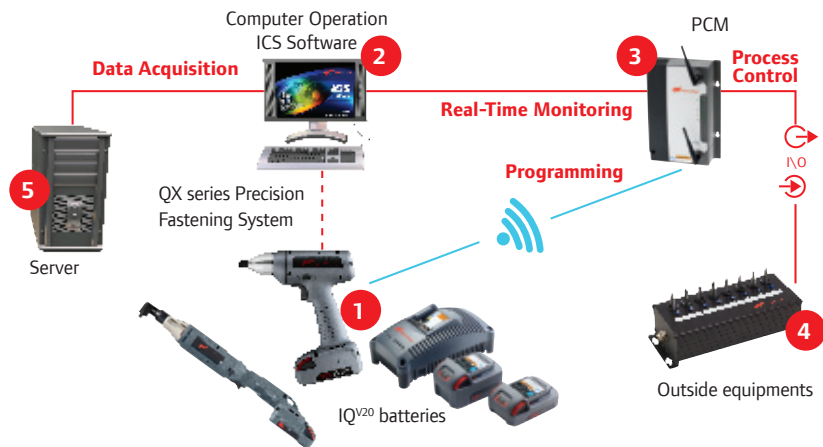 Computer Operation
ICS Software
2
3
PCM
Data Acquisition
Process
Control
Real-Time Monitoring
I\O
Programming
5
QX series Precision
Fastening System
Server
1
4
Outside equipments
IQV20 batteries